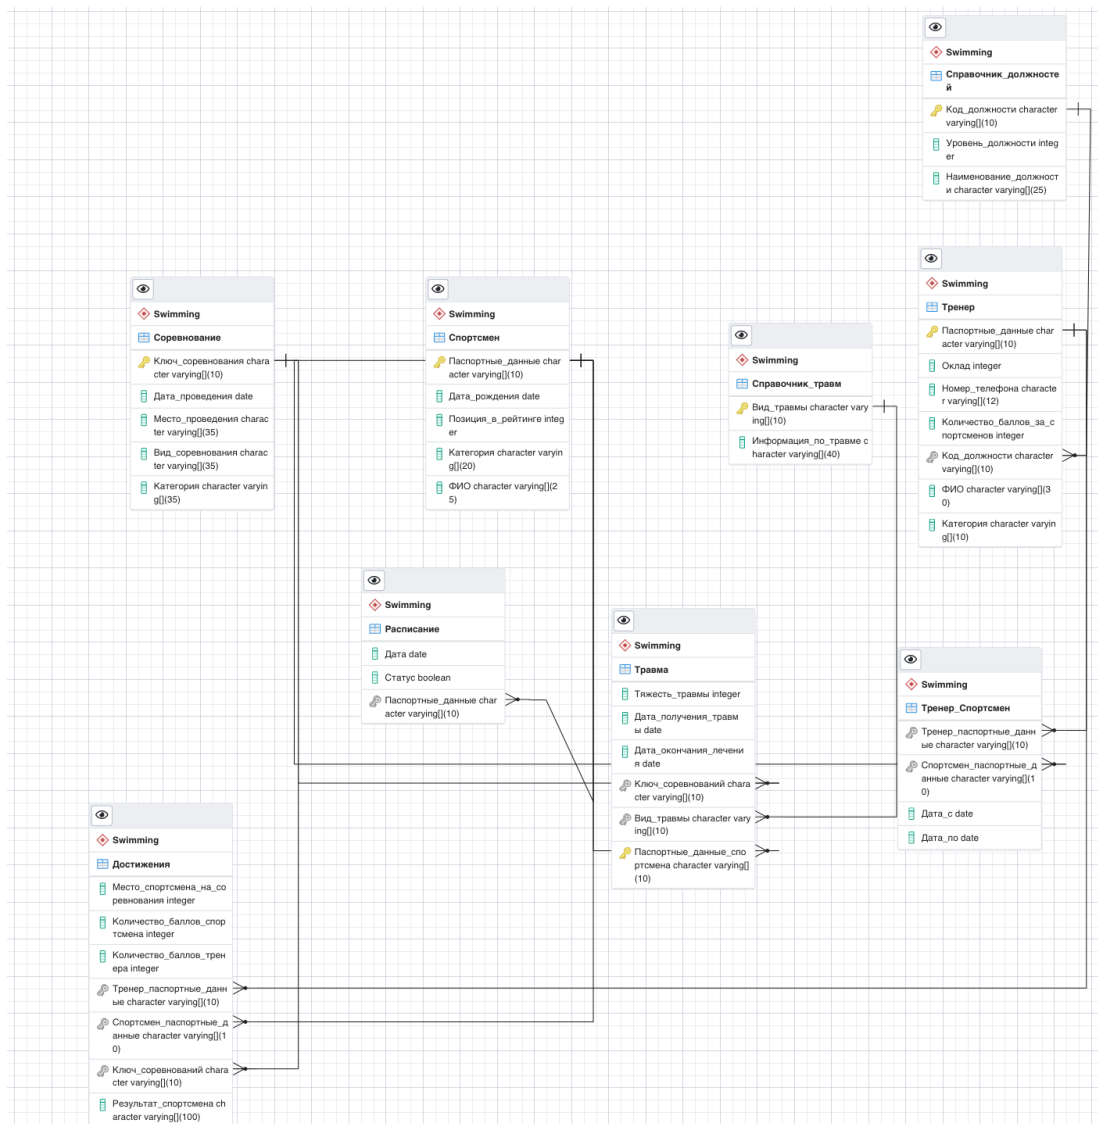 Swimming
Справочник_должносте
й
Код_должности character
varying[](10)
Уровень_должности integ
er
Наименование_должност
и character varying[](25)
Swimming
Тренер
Паспортные_данные char
acter varying[](10)
Оклад integer
Номер_телефона characte
r varying[](12)
Количество_баллов_за_с
портсменов integer
Код_должности character
varying[](10)
ФИО character varying[](3
0)
Категория character varyin
g[](10)
Swimming
Соревнование
Ключ_соревнования chara
cter varying[](10)
Дата_проведения date
Место_проведения charac
ter varying[](35)
Вид_соревнования charac
ter varying[](35)
Категория character varyin
g[](35)
Swimming
Спортсмен
Паспортные_данные char
acter varying[](10)
Дата_рождения date
Позиция_в_рейтинге integ
er
Категория character varyin
g[](20)
ФИО character varying[](2
5)
Swimming
Справочник_травм
Вид_травмы character vary
ing[](10)
Информация_по_травме c
haracter varying[](40)
Swimming
Расписание
Дата date
Статус boolean
Паспортные_данные char
acter varying[](10)
Swimming
Травма
Тяжесть_травмы integer
Дата_получения_травм
ы date
Дата_окончания_лечени
я date
Ключ_соревнований chara
cter varying[](10)
Вид_травмы character vary
ing[](10)
Паспортные_данные_спо
ртсмена character varying[]
(10)
Swimming
Тренер_Спортсмен
Тренер_паспортные_данн
ые character varying[](10)
Спортсмен_паспортные_д
анные character varying[](1
0)
Дата_с date
Дата_по date
Swimming
Достижения
Место_спортсмена_на_со
ревнования integer
Количество_баллов_спор
тсмена integer
Количество_баллов_трен
ера integer
Тренер_паспортные_данн
ые character varying[](10)
Спортсмен_паспортные_д
анные character varying[](1
0)
Ключ_соревнований chara
cter varying[](10)
Результат_спортсмена ch
aracter varying[](100)